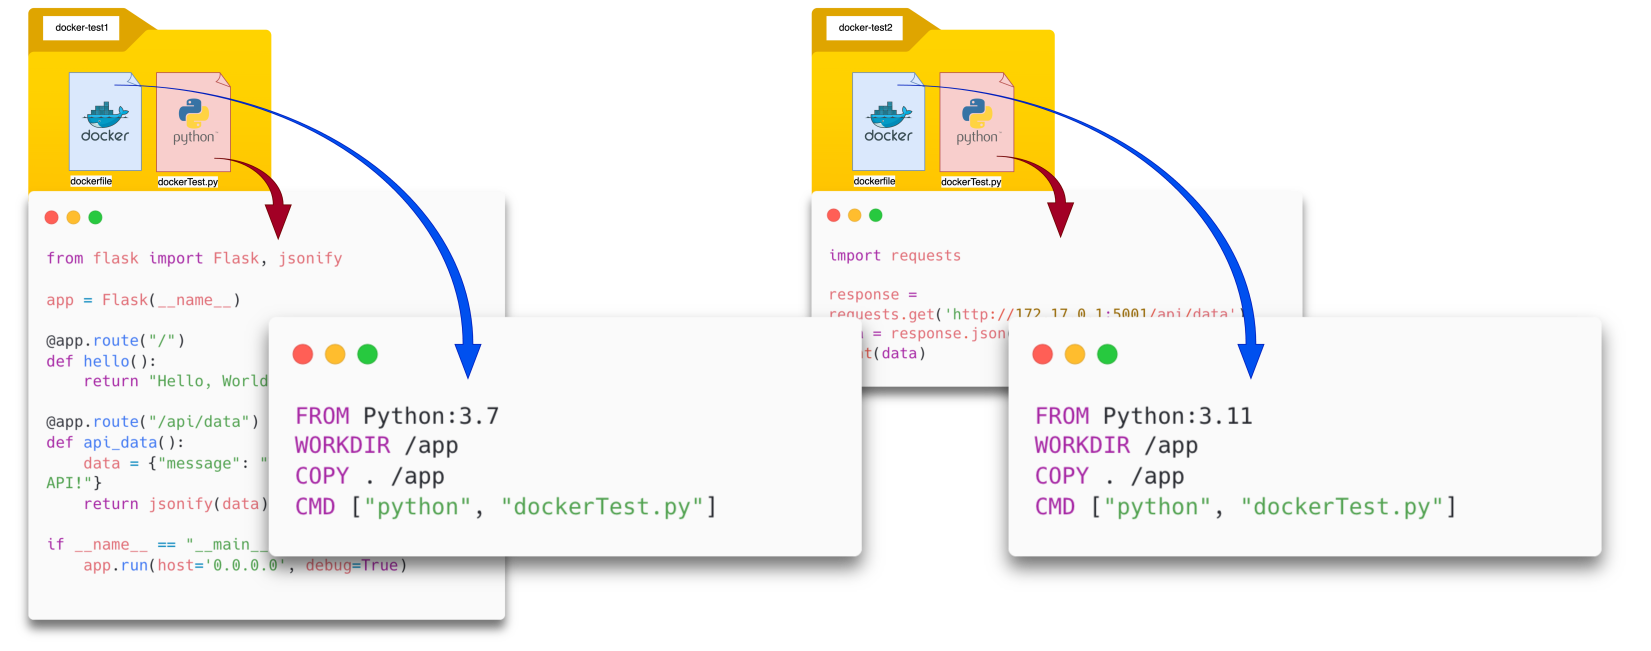 docker-test1
docker
python
dockerfile
dockerTest.py
from flask import Flask, jsonify
app = Flask(__name__)
@app.route("/")
def hello():
return "Hello, World
@app.route("/api/data")
def api_data():
data = {"message": "
API!"}
return jsonify(data)
if __name__ == "__main__
app.run(host='0.0.0.0', debug=True)
FROM Python:3.7
WORKDIR /app
COPY . /app
CMD ["python", "dockerTest.py"]
docker-test2
docker
python
dockerfile
dockerTest.py
import requests
response =
requests.get('http://172.17.0.1:5001/api/data')
= response.json(
(data)
FROM Python:3.11
WORKDIR /app
COPY . /app
CMD ["python", "dockerTest.py"]